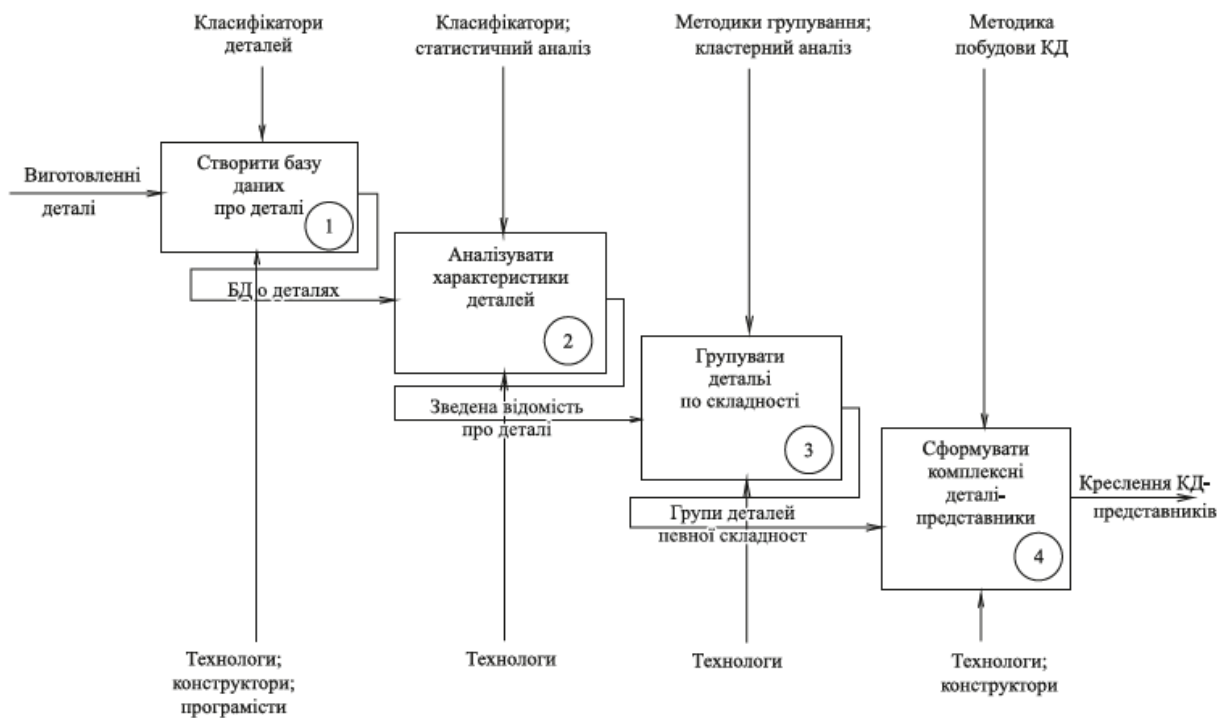 Класифікатори
деталей
Класифікатори;
статистичний аналіз
Методики групування;
кластерний аналіз
Методика
побудови КД
Виготовленні
деталі
Створити базу
даних
про деталі
1
БД о деталях
Аналізувати
характеристики
деталей
2
Зведена відомість
про деталі
Групувати
детальі
по складності
3
Групи деталей
певної складност
Сформувати
комплексні
деталі-
представники
4
Креслення КД-
представників
Технологи;
конструктори;
програмісти
Технологи
Технологи
Технологи;
конструктори